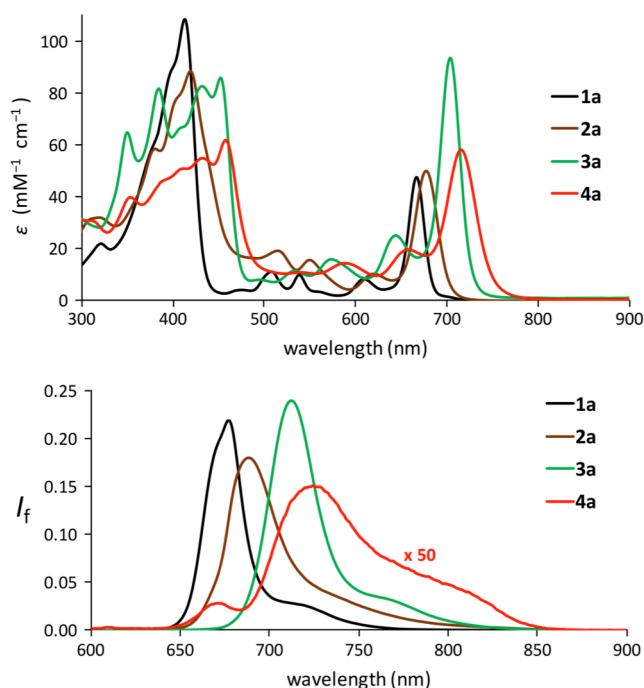 100
80
60
40
20
0
ε (mM⁻¹ cm⁻¹)
1a
2a
3a
4a
300 400 500 600 700 800 900
wavelength (nm)
0.25
0.20
0.15
0.10
0.05
0.00
I_f
1a
2a
3a
4a
x 50
600 650 700 750 800 850 900
wavelength (nm)